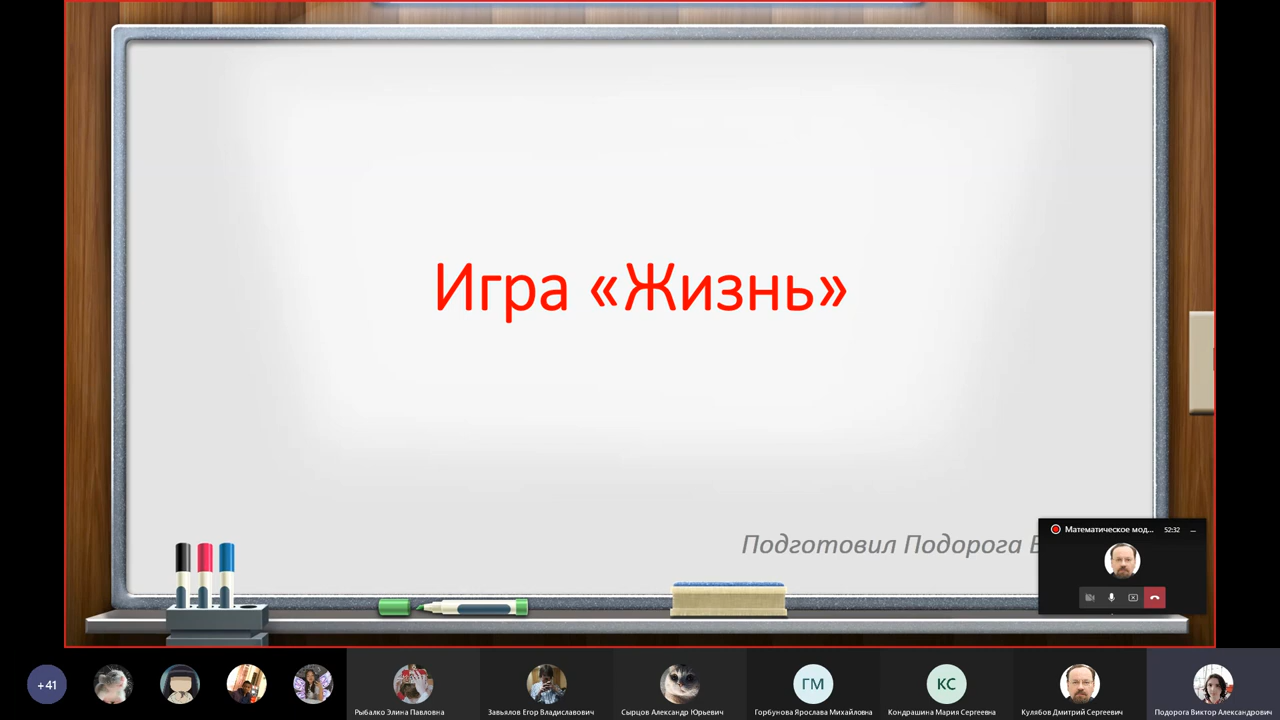 Игра «Жизнь»
Подготовил Подорога
Математическое мод...
52:32
+41
Рыбалко Элина Павловна
Завьялов Егор Владиславович
Сырцов Александр Юрьевич
ГМ
Горбунова Ярослава Михайловна
КС
Кондрашина Мария Сергеевна
Кулябов Дмитрий Сергеевич
Подорога Виктор Александрович